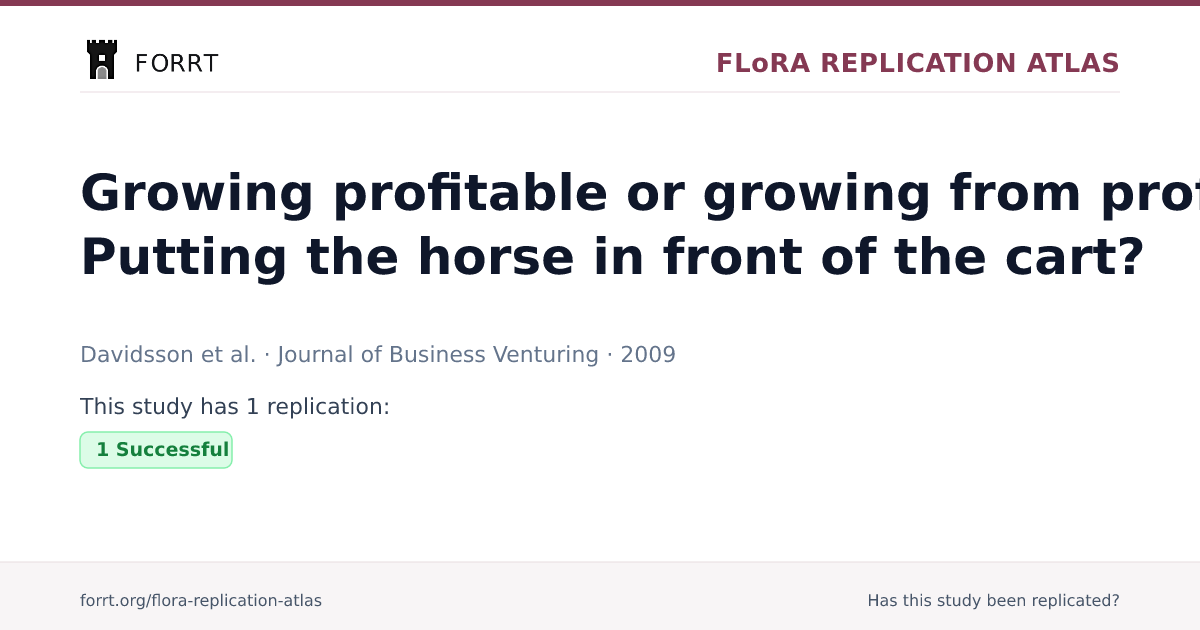 FORRT
FLoRA REPLICATION ATLAS
Growing profitable or growing from
Putting the horse in front of the cart?
Davidsson et al. · Journal of Business Venturing · 2009
This study has 1 replication:
1 Successful
forrt.org/flora-replication-atlas
Has this study been replicated?